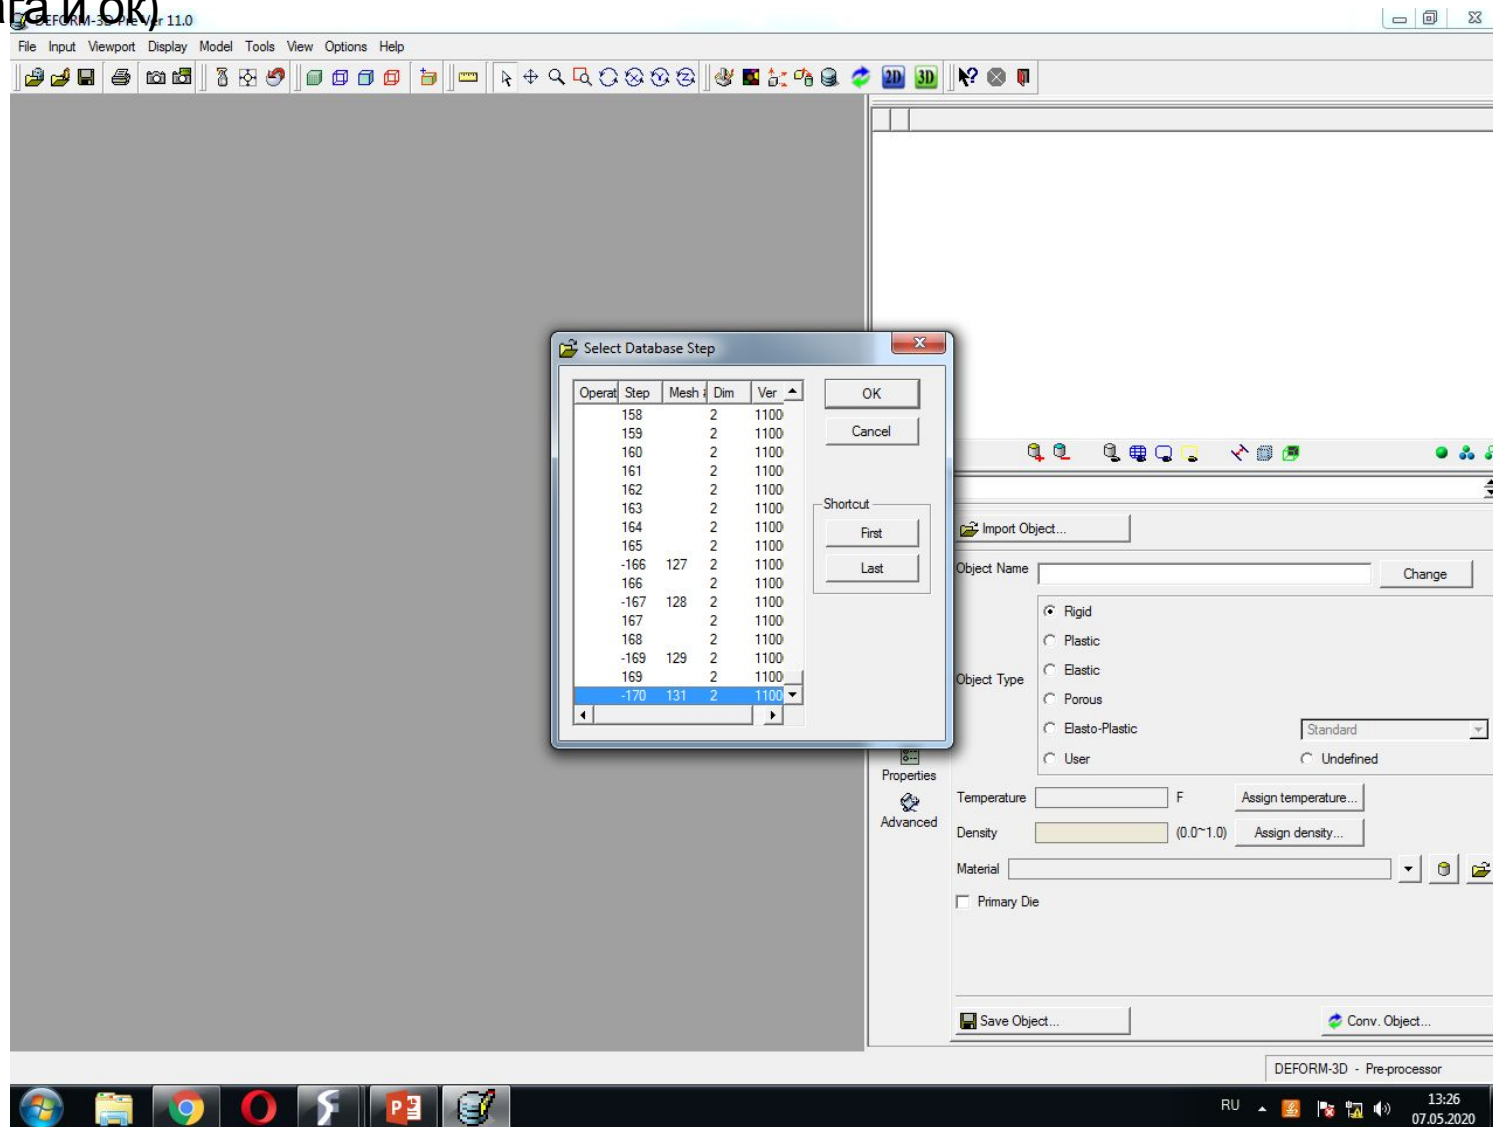 ага и ок)
DEFORM-3D Pre Ver 11.0
File Input Viewport Display Model Tools View Options Help
2D 3D
Select Database Step
Operat Step Mesh # Dim Ver
158 2 1100
159 2 1100
160 2 1100
161 2 1100
162 2 1100
163 2 1100
164 2 1100
165 2 1100
-166 127 2 1100
166 2 1100
-167 128 2 1100
167 2 1100
168 2 1100
-169 129 2 1100
169 2 1100
-170 131 2 1100
OK
Cancel
Shortcut
First
Last
Import Object...
Object Name
Change
Object Type
Rigid
Plastic
Elastic
Porous
Elasto-Plastic
Standard
User
Undefined
Properties
Advanced
Temperature F Assign temperature...
Density (0.0~1.0) Assign density...
Material
Primary Die
Save Object...
Conv. Object...
DEFORM-3D - Pre-processor
RU
13:26
07.05.2020